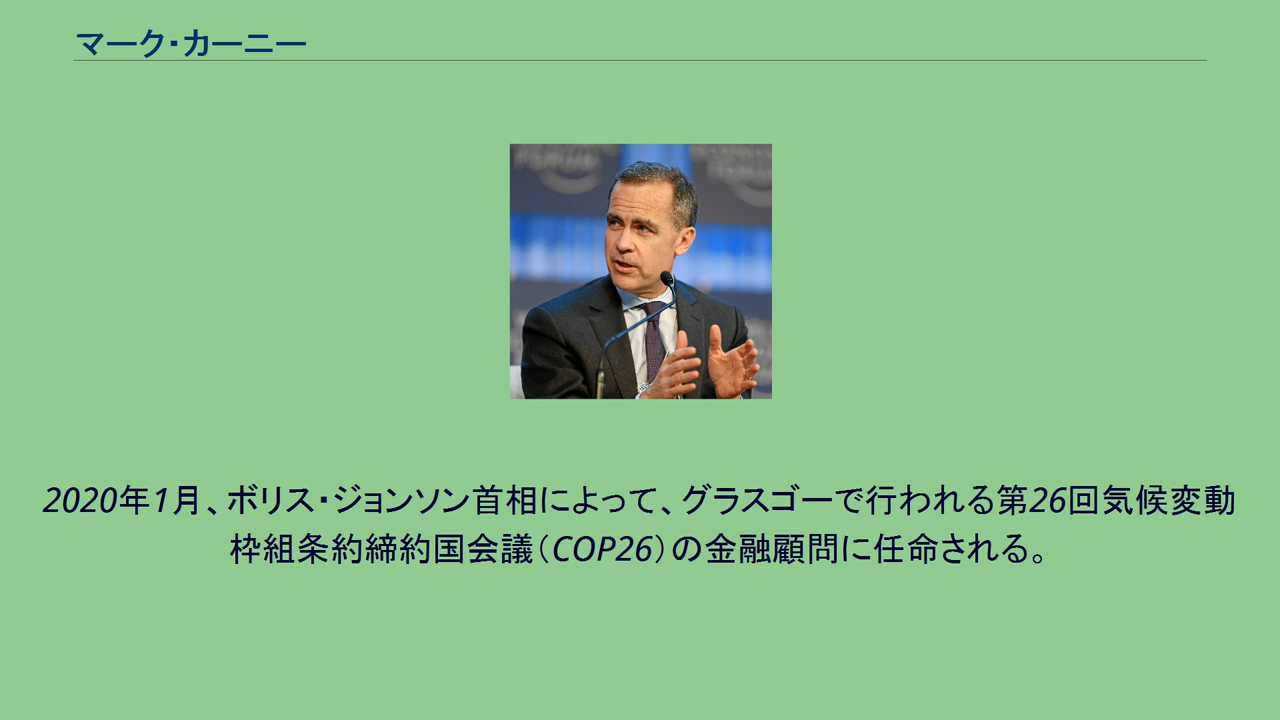 マーク・カーニー
FORUM
ECONOMIC
FORUM
2020年1月、ボリス・ジョンソン首相によって、グラスゴーで行われる第26回気候変動
枠組条約締約国会議（COP26）の金融顧問に任命される。